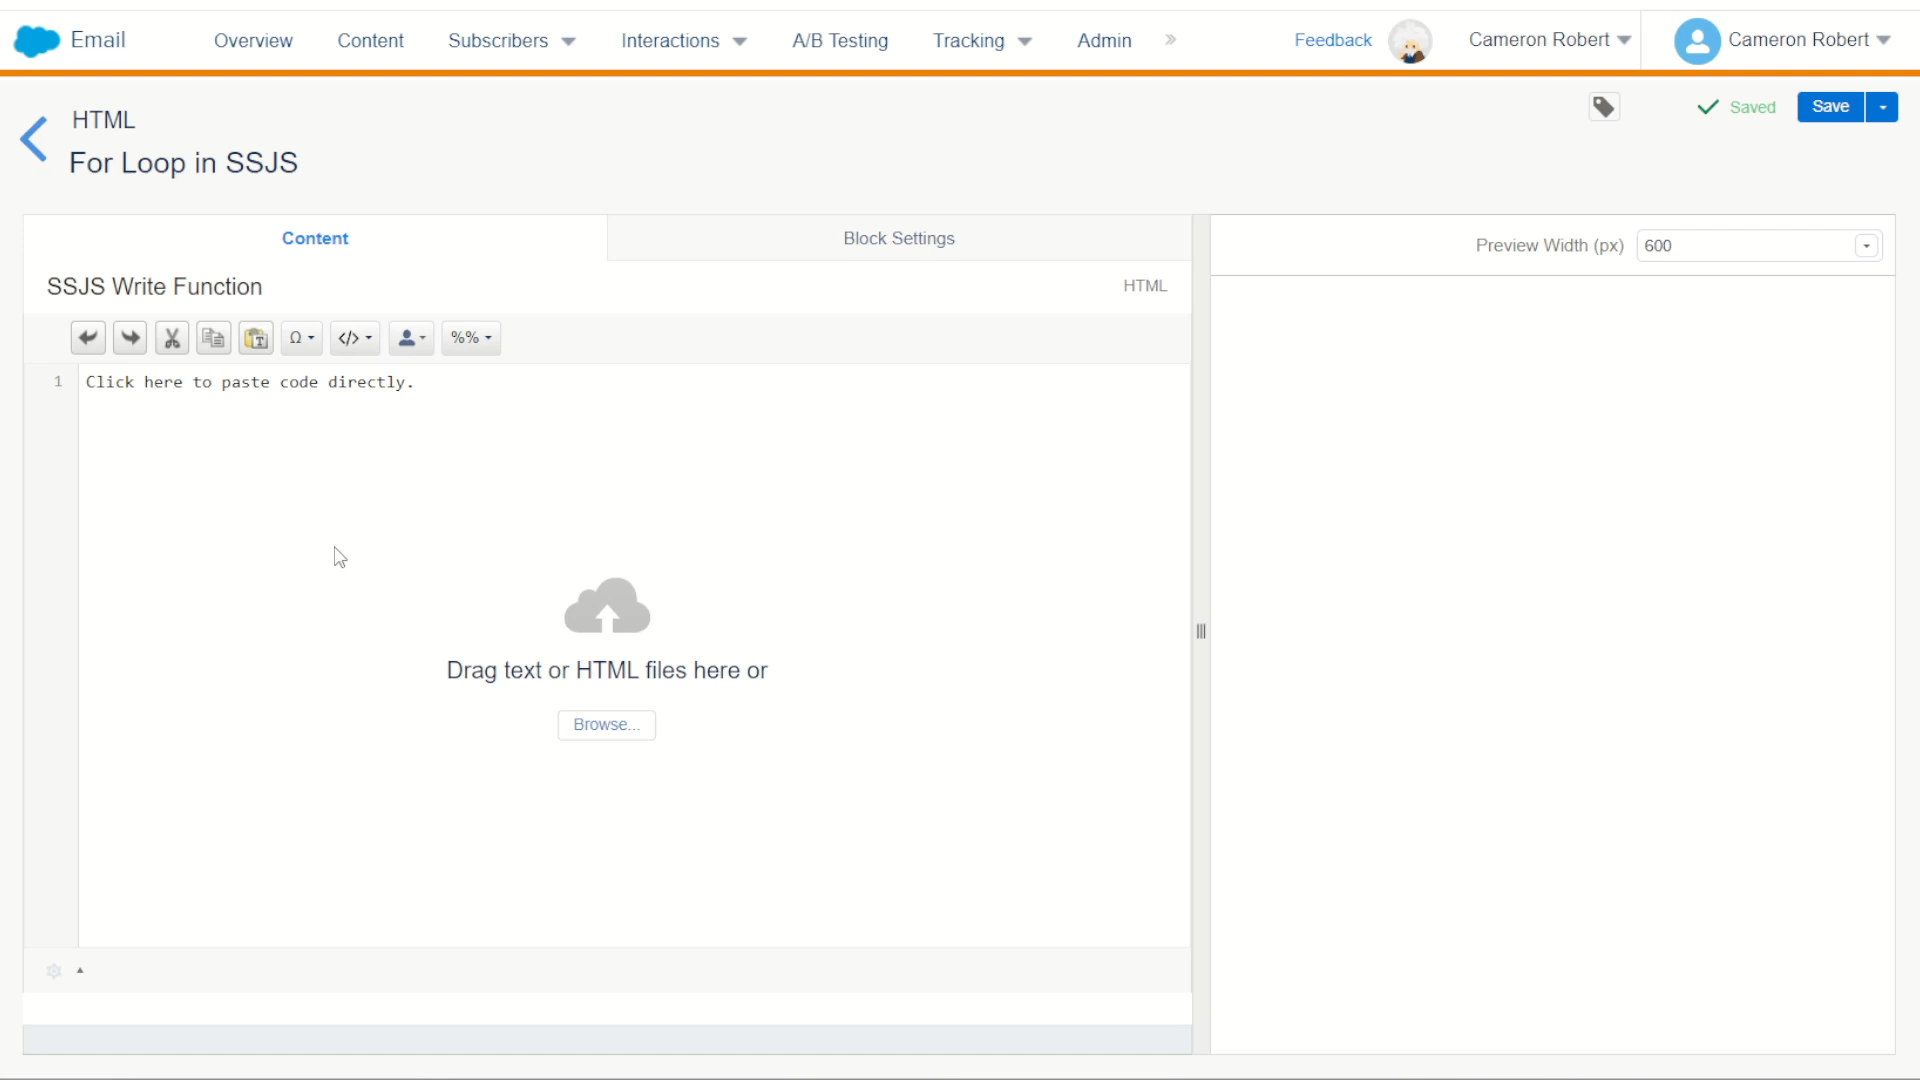 Email
Overview
Content
Subscribers
Interactions
A/B Testing
Tracking
Admin
»
Feedback
Cameron Robert
Cameron Robert
HTML
For Loop in SSJS
Saved
Save
Content
Block Settings
Preview Width (px)
600
SSJS Write Function
HTML
Ω
</>
%%
1
Click here to paste code directly.
Drag text or HTML files here or
Browse...